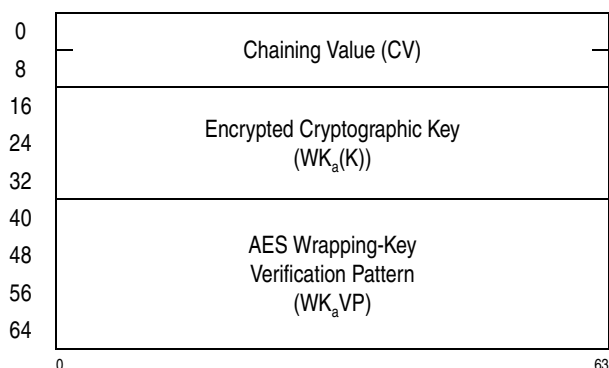 0
Chaining Value (CV)
8
16
24
Encrypted Cryptographic Key
(WKa(K))
32
40
48
AES Wrapping-Key
Verification Pattern
56
(WKaVP)
64
0 63